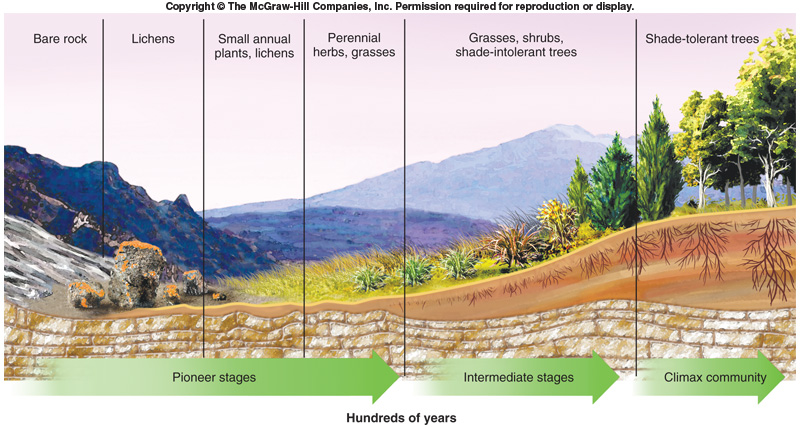 Copyright © The McGraw-Hill Companies, Inc. Permission required for reproduction or display.
Bare rock
Lichens
Small annual
plants, lichens
Perennial
herbs, grasses
Grasses, shrubs,
shade-intolerant trees
Shade-tolerant trees
Pioneer stages
Intermediate stages
Climax community
Hundreds of years